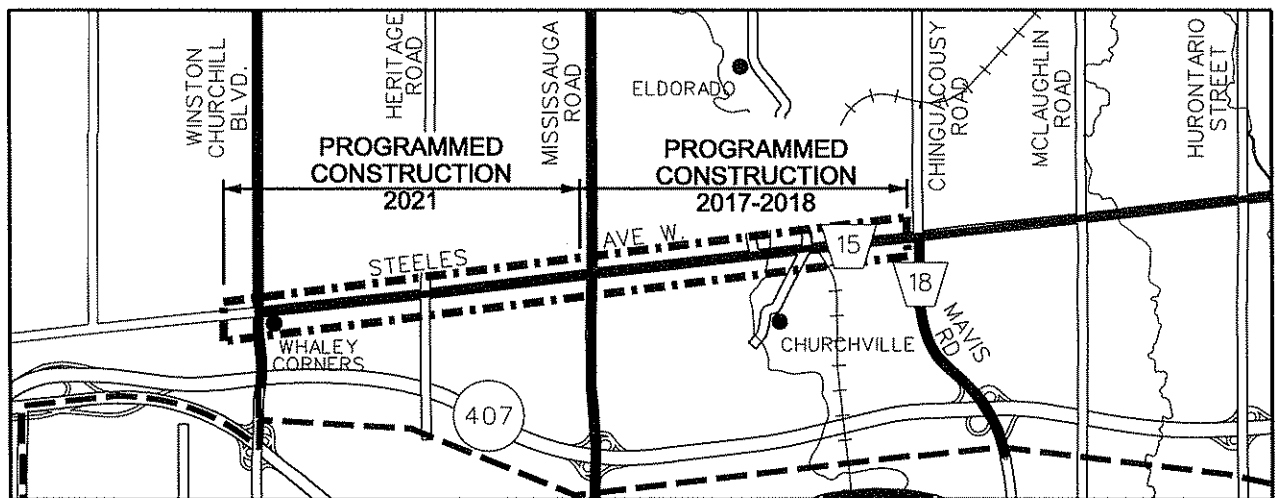 WINSTON
CHURCHILL
BLVD.
HERITAGE
ROAD
MISSISSAUGA
ROAD
ELDORADO
CHINGUACOUSY
ROAD
MCLAUGHLIN
ROAD
HURONTARIO
STREET
PROGRAMMED
CONSTRUCTION
2021
PROGRAMMED
CONSTRUCTION
2017-2018
STEELES
AVE W.
15
18
WHALEY
CORNERS
CHURCHVILLE
MAVIS
RD
407